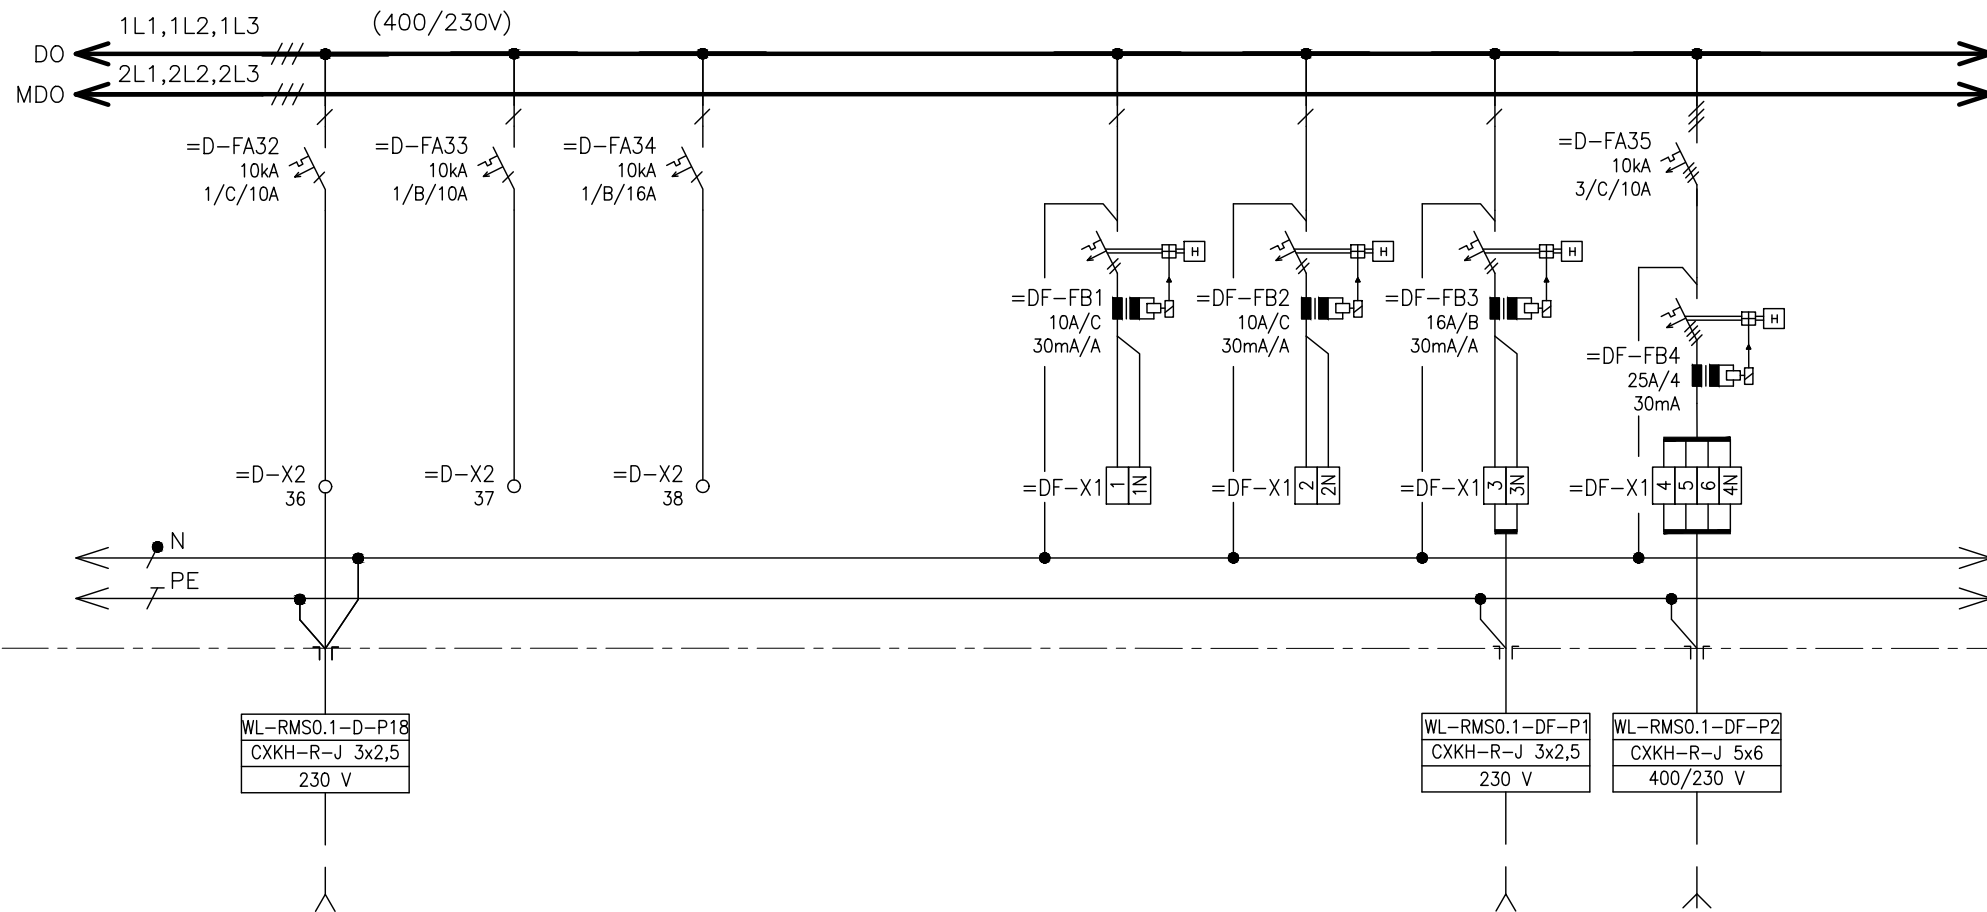 1L1,1L2,1L3
(400/230V)
DO
2L1,2L2,2L3
MDO
=D-FA32
10kA
1/C/10A
=D-FA33
10kA
1/B/10A
=D-FA34
10kA
1/B/16A
=D-FA35
10kA
3/C/10A
H
H
H
H
=DF-FB1
10A/C
30mA/A
=DF-FB2
10A/C
30mA/A
=DF-FB3
16A/B
30mA/A
=DF-FB4
25A/4
30mA
=D-X2
36
=D-X2
37
=D-X2
38
=DF-X1
1
1N
=DF-X1
2
2N
=DF-X1
3
3N
=DF-X1
4
5
6
4N
N
PE
WL-RMS0.1-D-P18
CXKH-R-J 3x2,5
230 V
WL-RMS0.1-DF-P1
CXKH-R-J 3x2,5
230 V
WL-RMS0.1-DF-P2
CXKH-R-J 5x6
400/230 V